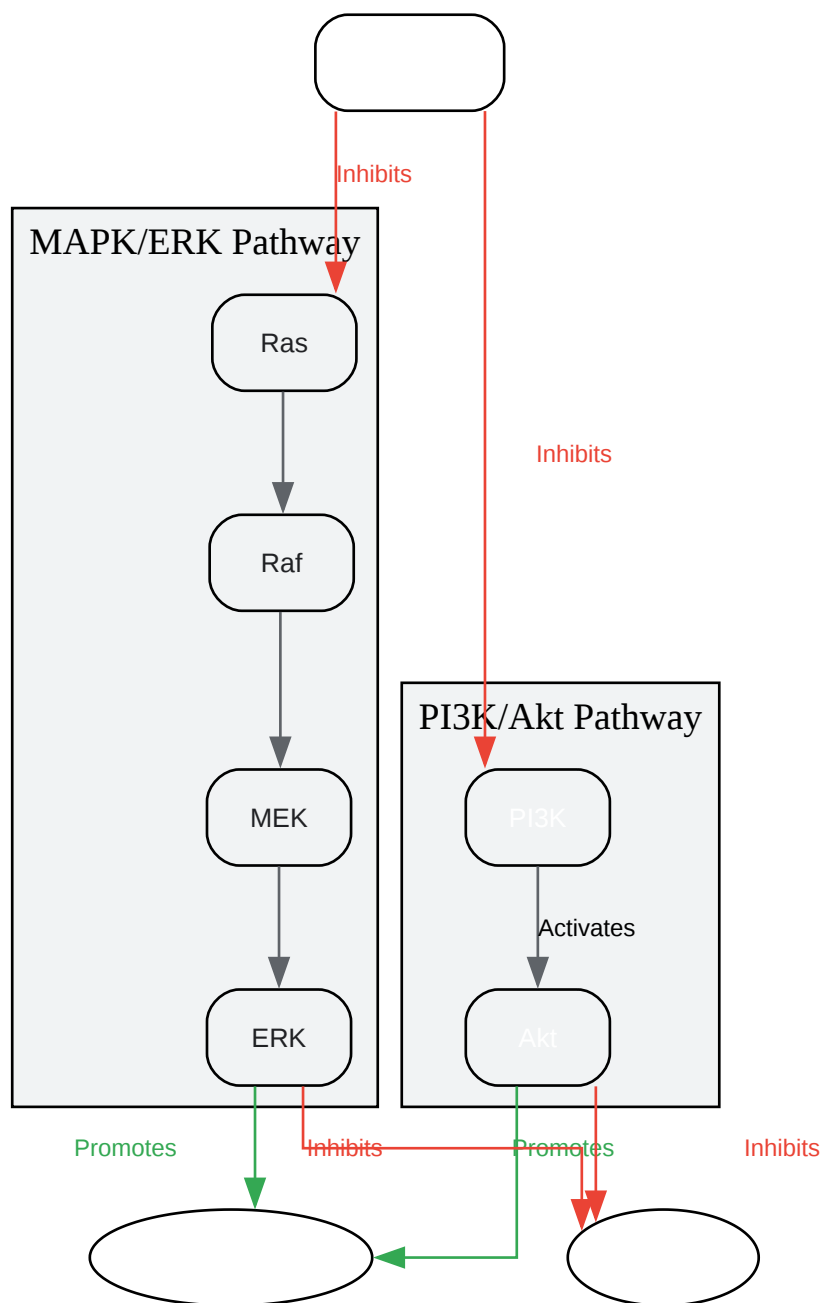 Inhibits
MAPK/ERK Pathway
Ras
Inhibits
Raf
PI3K/Akt Pathway
MEK
PI3K
Activates
ERK
Akt
Promotes
Inhibits
Promotes
Inhibits